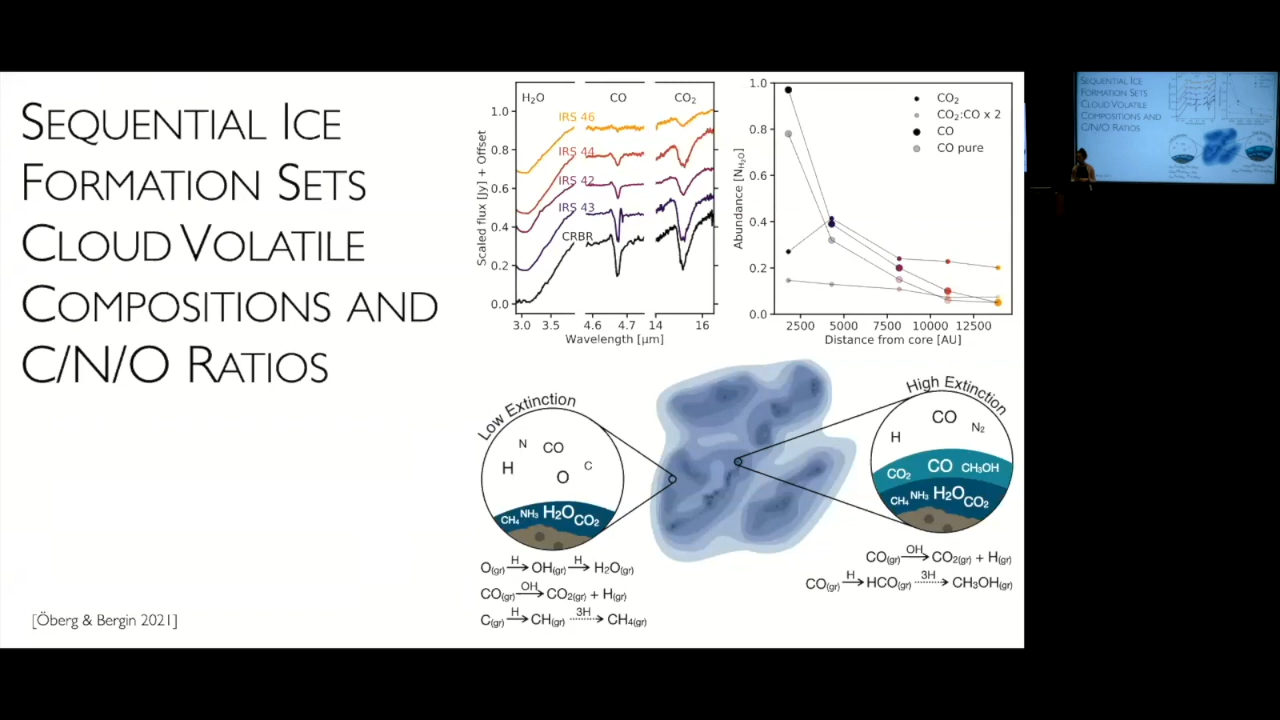 SEQUENTIAL ICE
FORMATION SETS
CLOUD VOLATILE
COMPOSITIONS AND
C/N/O RATIOS
[Öberg & Bergin 2021]
Scaled flux [Jy] + Offset
1.0
0.8
0.6
0.4
0.2
0.0
H₂O CO CO₂
IRS 46
IRS 44
IRS 42
IRS 43
CRBR
3.0 3.5 4.6 4.7 14 16
Wavelength [μm]
Abundance [N_H₂O]
1.0
0.8
0.6
0.4
0.2
0.0
CO₂
CO₂:CO x 2
CO
CO pure
2500 5000 7500 10000 12500
Distance from core [AU]
Low Extinction
N CO
H C
O
CH₄ NH₃ H₂O CO₂
O(gr) H→ OH(gr) H→ H₂O(gr)
CO(gr) OH→ CO₂(gr) + H(gr)
C(gr) H→ CH(gr) 3H⋯→ CH₄(gr)
High Extinction
CO
H N₂
CO₂ CO CH₃OH
CH₄ NH₃ H₂O CO₂
CO(gr) OH→ CO₂(gr) + H(gr)
CO(gr) H→ HCO(gr) 3H⋯→ CH₃OH(gr)
SEQUENTIAL ICE
FORMATION SETS
CLOUD VOLATILE
COMPOSITIONS AND
C/N/O RATIOS